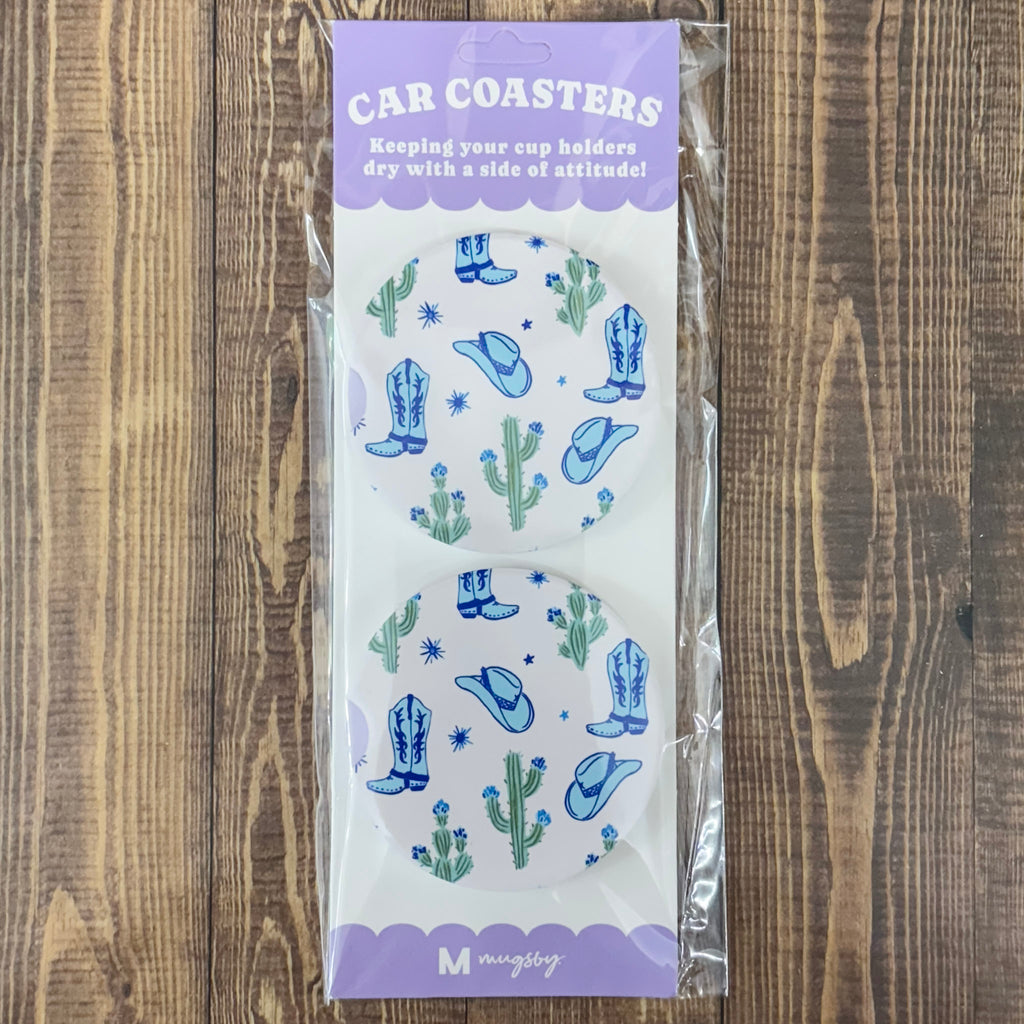 CAR COASTERS
Keeping your cup holders
dry with a side of attitude!
M mugsby.